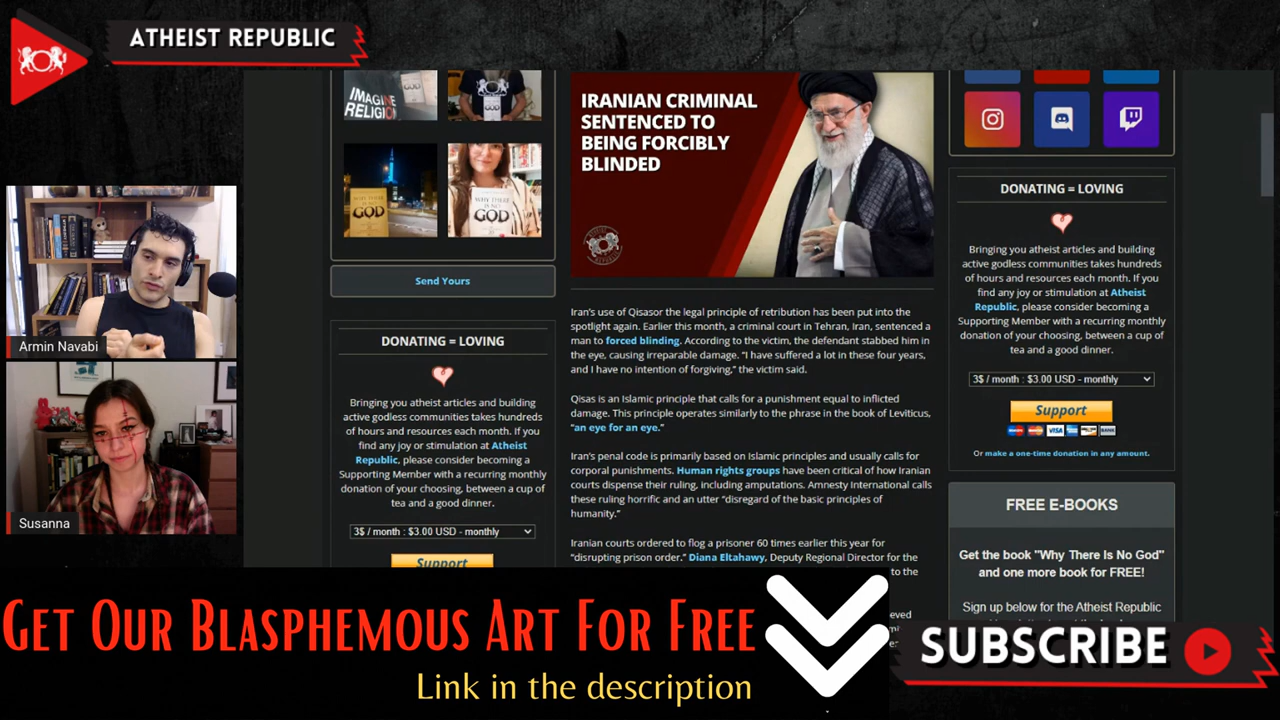 ATHEIST REPUBLIC
IMAGINE
RELIGION
WHY THERE
IS NO
GOD
WHY THERE
IS NO
GOD
Send Yours
DONATING = LOVING
Bringing you atheist articles and building
active godless communities takes hundreds
of hours and resources each month. If you
find any joy or stimulation at Atheist
Republic, please consider becoming a
Supporting Member with a recurring monthly
donation of your choosing, between a cup of
tea and a good dinner.
3$ / month : $3.00 USD - monthly
Support
IRANIAN CRIMINAL
SENTENCED TO
BEING FORCIBLY
BLINDED
Iran's use of Qisasor the legal principle of retribution has been put into the
spotlight again. Earlier this month, a criminal court in Tehran, Iran, sentenced a
man to forced blinding. According to the victim, the defendant stabbed him in
the eye, causing irreparable damage. "I have suffered a lot in these four years,
and I have no intention of forgiving," the victim said.
Qisas is an Islamic principle that calls for a punishment equal to inflicted
damage. This principle operates similarly to the phrase in the book of Leviticus,
"an eye for an eye."
Iran's penal code is primarily based on Islamic principles and usually calls for
corporal punishments. Human rights groups have been critical of how Iranian
courts dispense their ruling, including amputations. Amnesty International calls
these ruling horrific and an utter "disregard of the basic principles of
humanity."
Iranian courts ordered to flog a prisoner 60 times earlier this year for
"disrupting prison order." Diana Eltahawy, Deputy Regional Director for the
to the
DONATING = LOVING
Bringing you atheist articles and building
active godless communities takes hundreds
of hours and resources each month. If you
find any joy or stimulation at Atheist
Republic, please consider becoming a
Supporting Member with a recurring monthly
donation of your choosing, between a cup of
tea and a good dinner.
3$ / month : $3.00 USD - monthly
Support
VISA
BANK
Or make a one-time donation in any amount.
FREE E-BOOKS
Get the book "Why There Is No God"
and one more book for FREE!
Sign up below for the Atheist Republic
Armin Navabi
Susanna
GET OUR BLASPHEMOUS ART FOR FREE
Link in the description
SUBSCRIBE